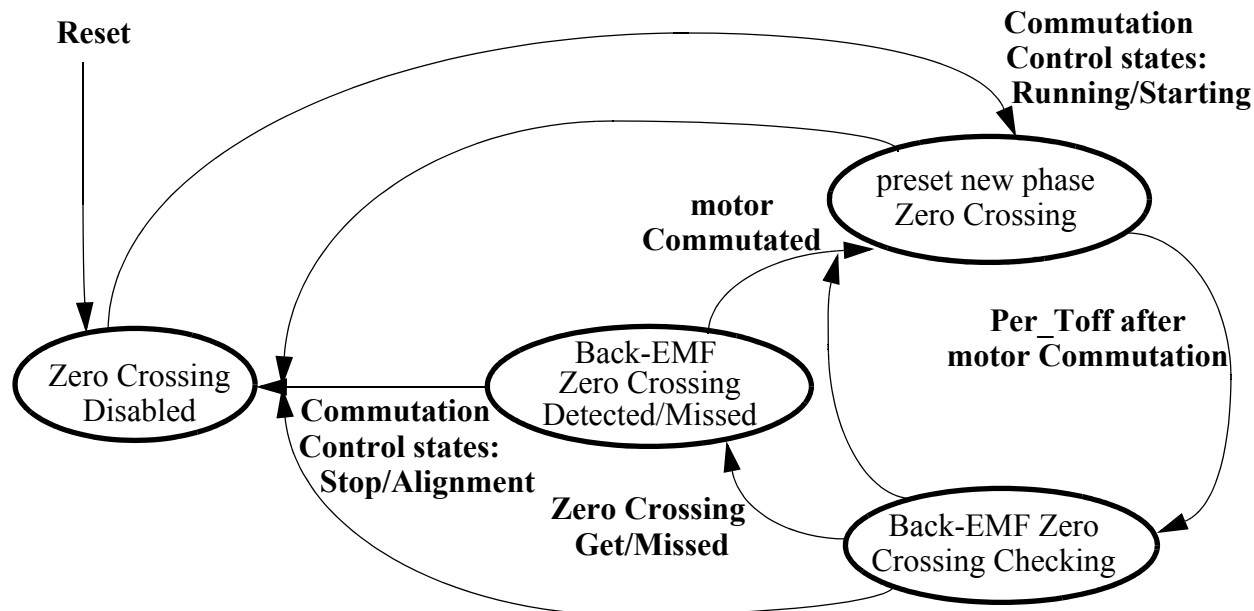 Reset
Commutation
Control states:
Running/Starting
preset new phase
Zero Crossing
motor
Commutated
Per_Toff after
motor Commutation
Zero Crossing
Disabled
Back-EMF
Zero Crossing
Detected/Missed
Commutation
Control states:
Stop/Alignment
Zero Crossing
Get/Missed
Back-EMF Zero
Crossing Checking